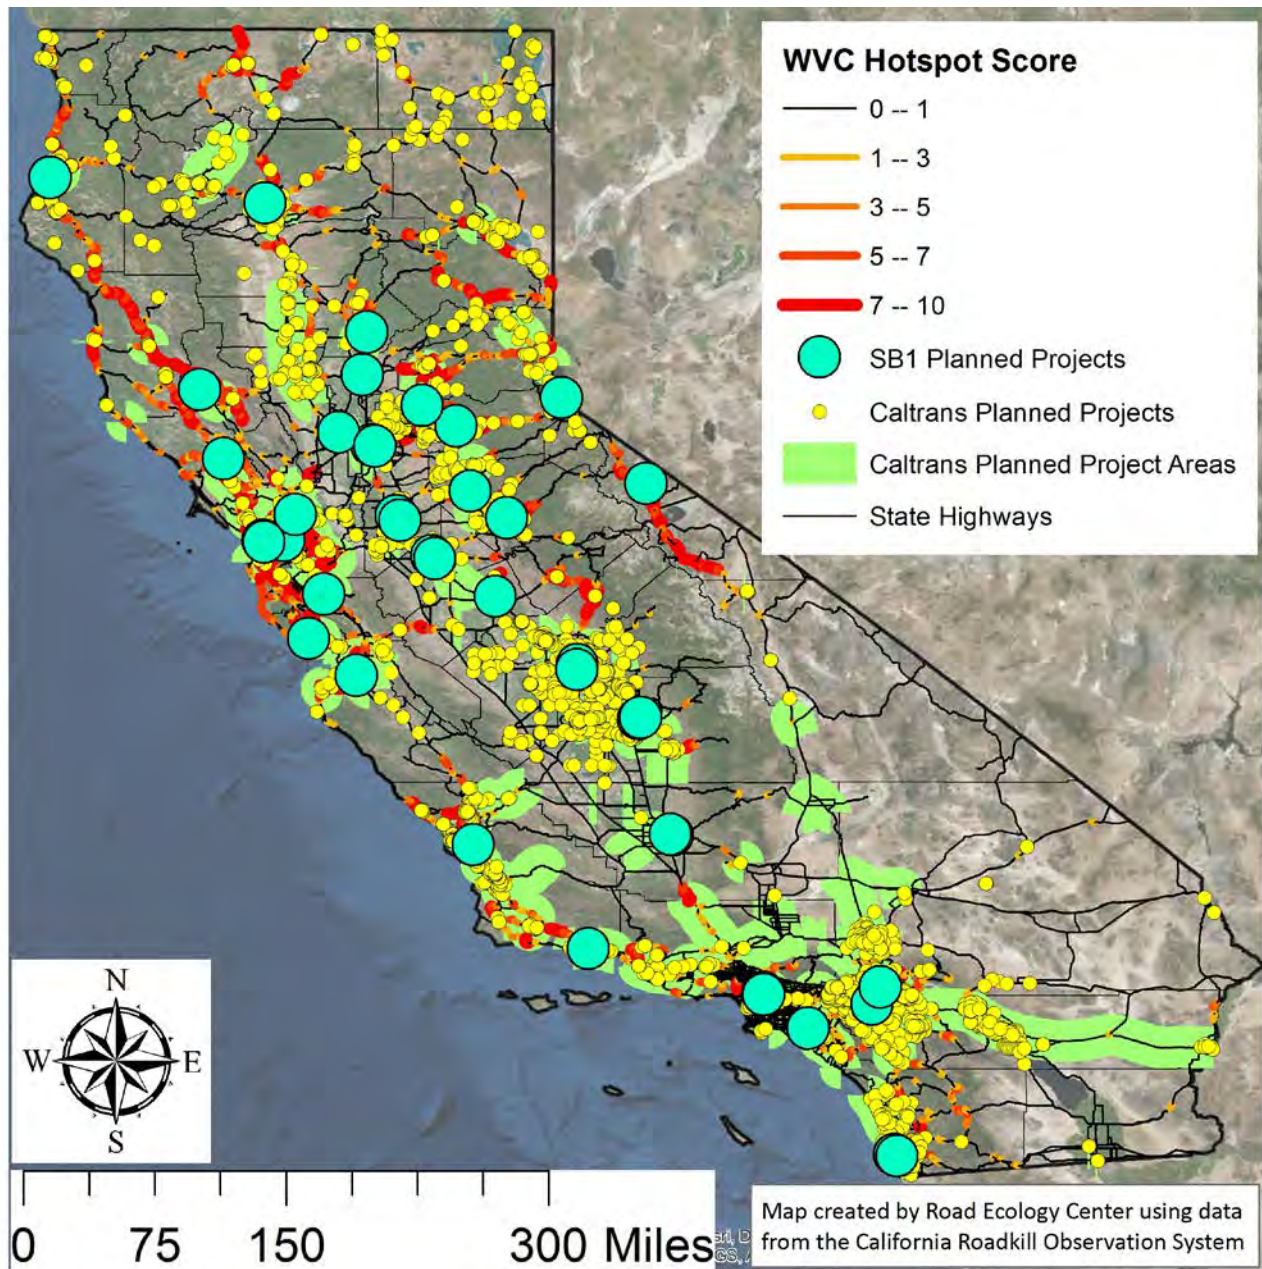 WVC Hotspot Score
0 -- 1
1 -- 3
3 -- 5
5 -- 7
7 -- 10
SB1 Planned Projects
Caltrans Planned Projects
Caltrans Planned Project Areas
State Highways
N
W E
S
0 75 150 300 Miles
Map created by Road Ecology Center using data
from the California Roadkill Observation System